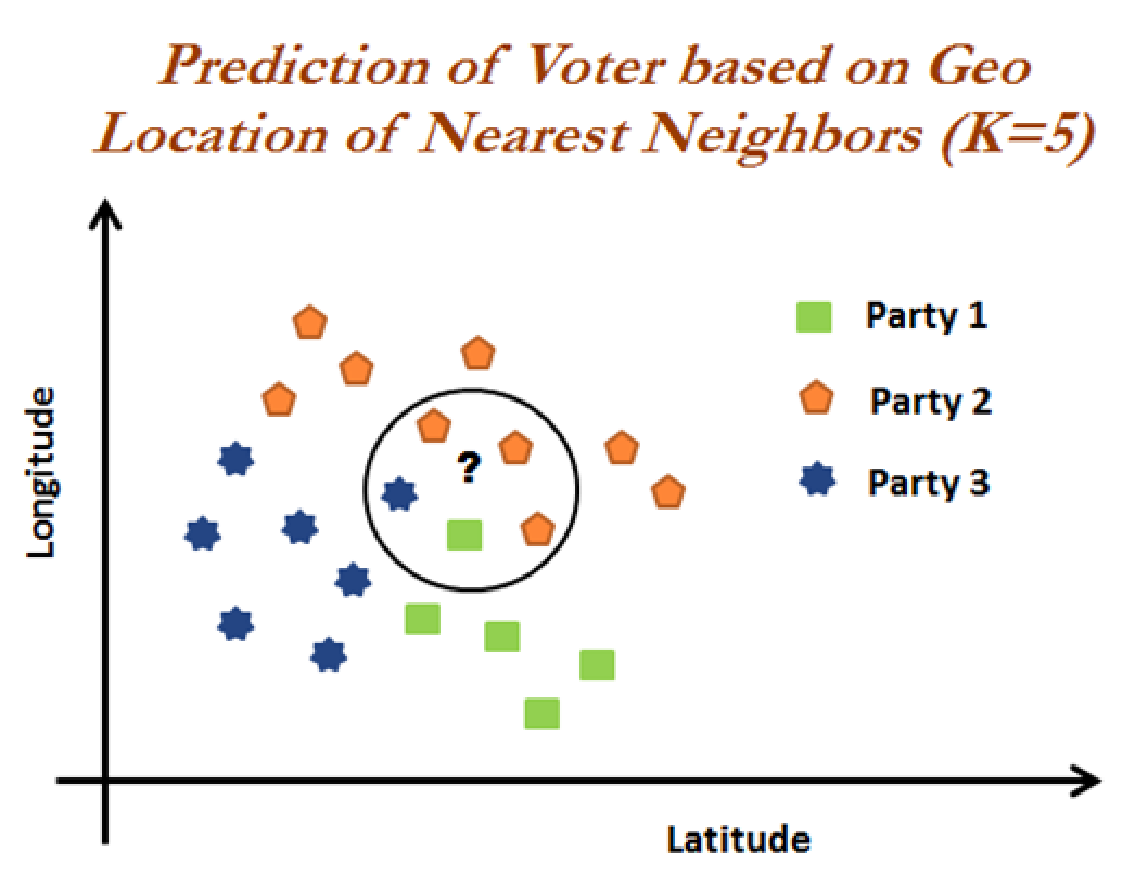 Prediction of Voter based on Geo
Location of Nearest Neighbors (K=5)
Longitude
?
Party 1
Party 2
Party 3
Latitude